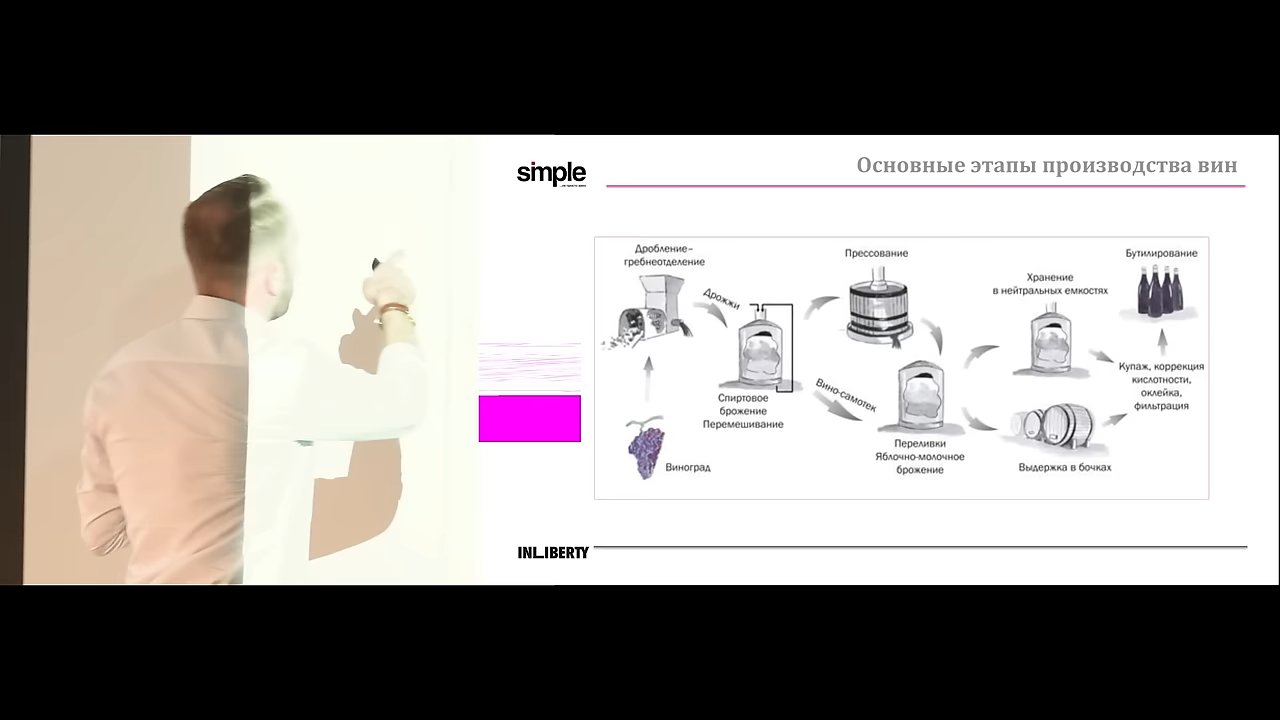 simple
Основные этапы производства вин
Дробление–
гребнеотделение
Виноград
Дрожжи
Спиртовое
брожение
Перемешивание
Прессование
Вино-самотек
Переливки
Яблочно-молочное
брожение
Хранение
в нейтральных емкостях
Выдержка в бочках
Купаж, коррекция
кислотности,
оклейка,
фильтрация
Бутилирование
INLIBERTY